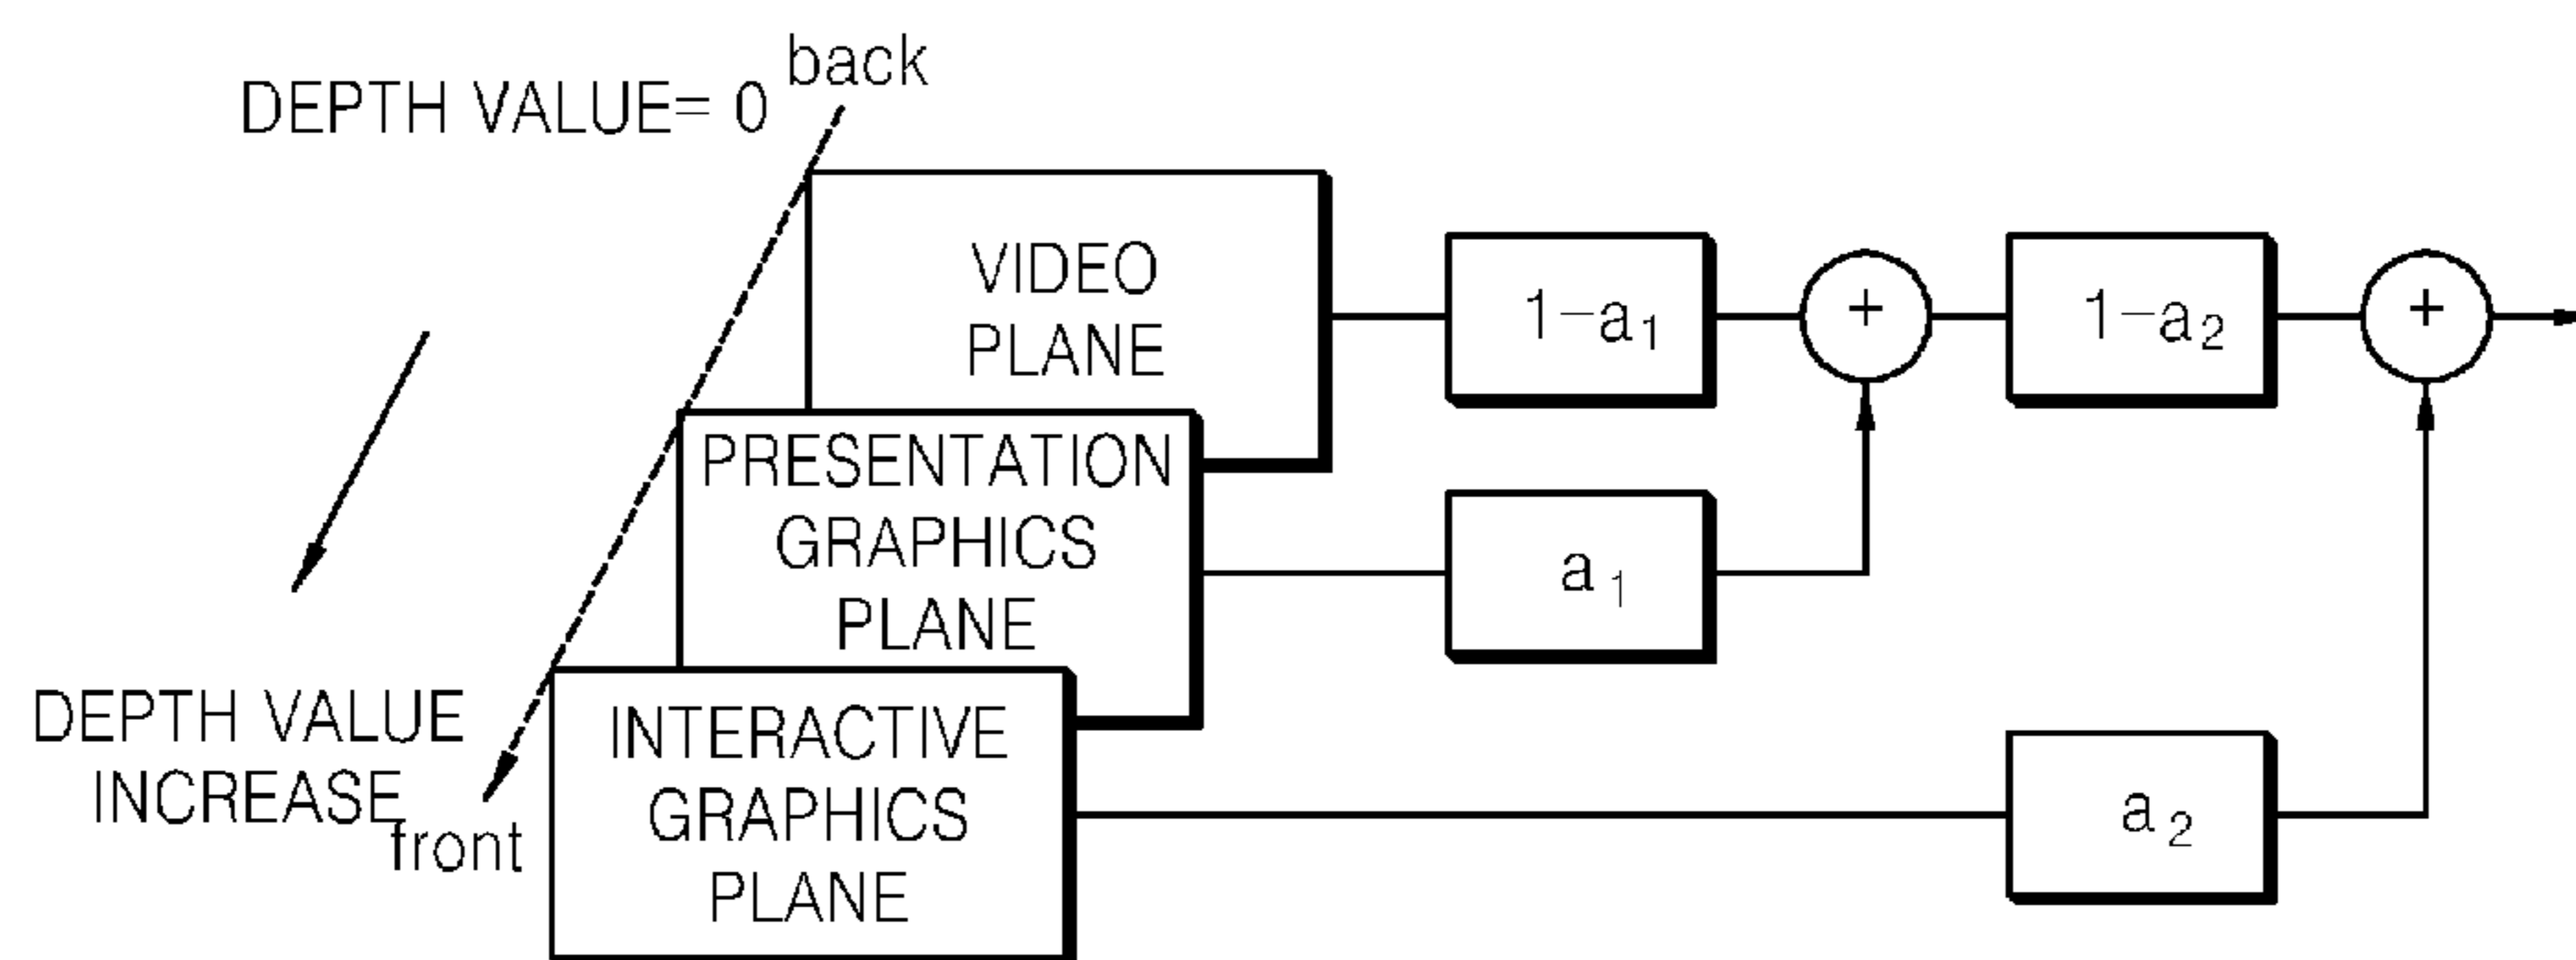 back
DEPTH VALUE= 0
VIDEO
PLANE
1-a1
+
1-a2
+
PRESENTATION
GRAPHICS
PLANE
a1
DEPTH VALUE
INCREASE
front
INTERACTIVE
GRAPHICS
PLANE
a2